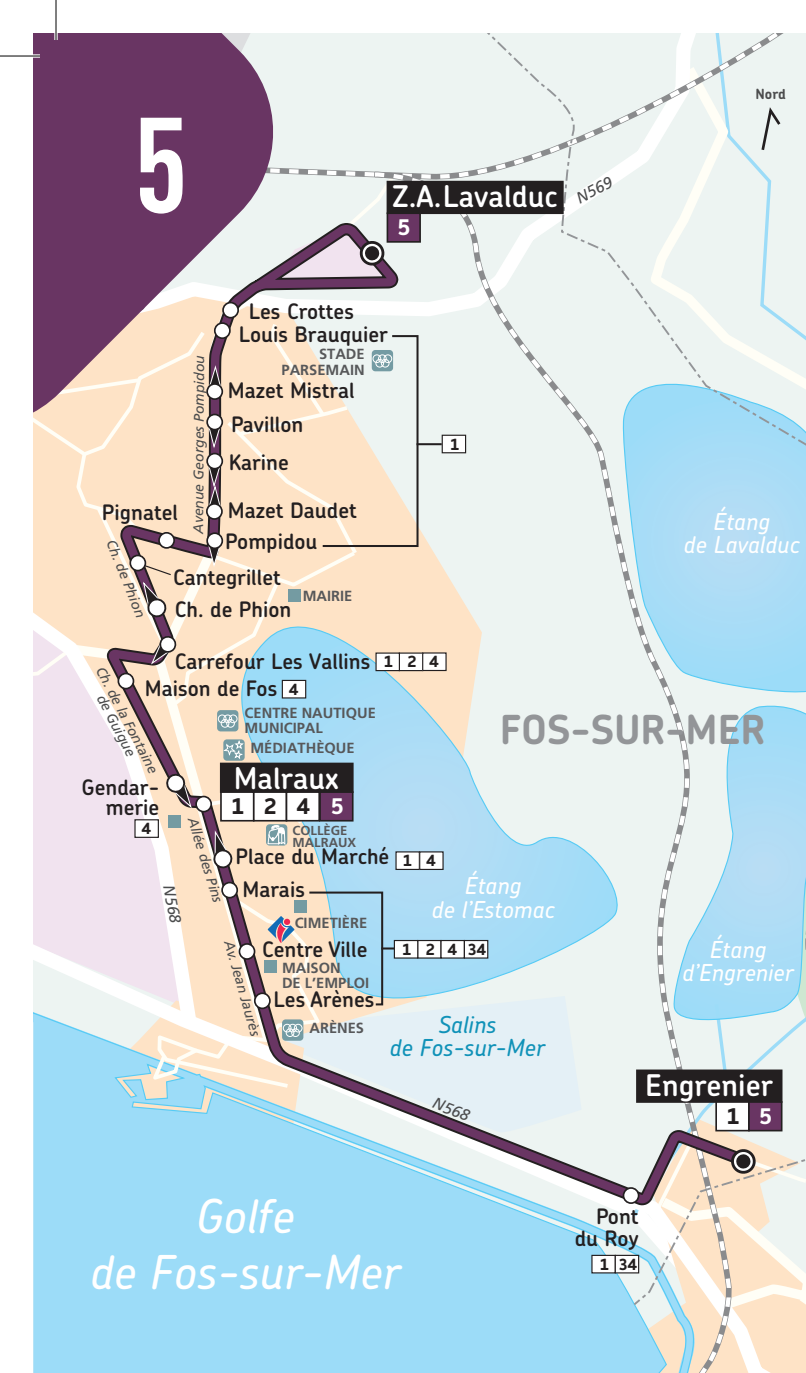 5
Nord
Z.A.Lavalduc
5
N569
Les Crottes
Louis Brauquier
STADE
PARSEMAIN
Mazet Mistral
Pavillon
1
Karine
Avenue Georges Pompidou
Mazet Daudet
Pignatel
Pompidou
Étang
de Lavalduc
Ch. de Phion
Cantegrillet
MAIRIE
Ch. de Phion
Carrefour Les Vallins 1 2 4
Maison de Fos 4
Ch. de la Fontaine
de Guigue
CENTRE NAUTIQUE
MUNICIPAL
FOS-SUR-MER
MÉDIATHÈQUE
Gendar-
merie
4
Malraux
1 2 4 5
COLLÈGE
MALRAUX
Allée des Pins
Place du Marché 1 4
Marais
Étang
de l'Estomac
N568
CIMETIÈRE
Centre Ville
1 2 4 34
Étang
d'Engrenier
MAISON
DE L'EMPLOI
Av. Jean Jaurès
Les Arènes
ARÈNES
Salins
de Fos-sur-Mer
Engrenier
1 5
N568
Golfe
de Fos-sur-Mer
Pont
du Roy
1 34